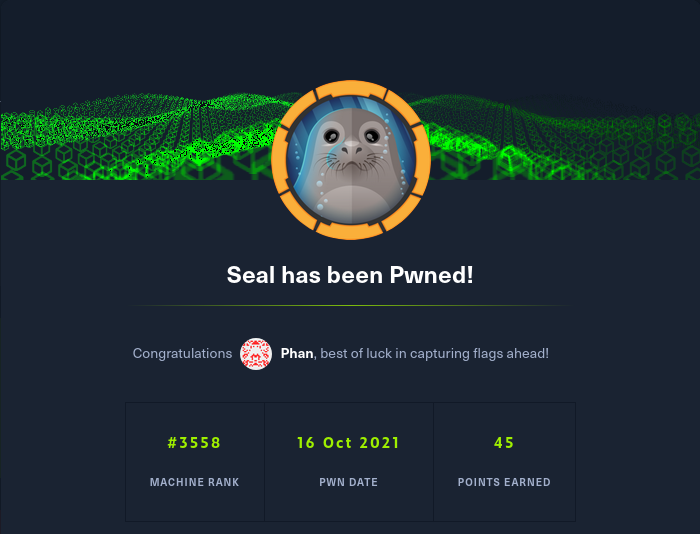 Seal has been Pwned!
Congratulations Phan, best of luck in capturing flags ahead!
#3558 16 Oct 2021 45
MACHINE RANK PWN DATE POINTS EARNED